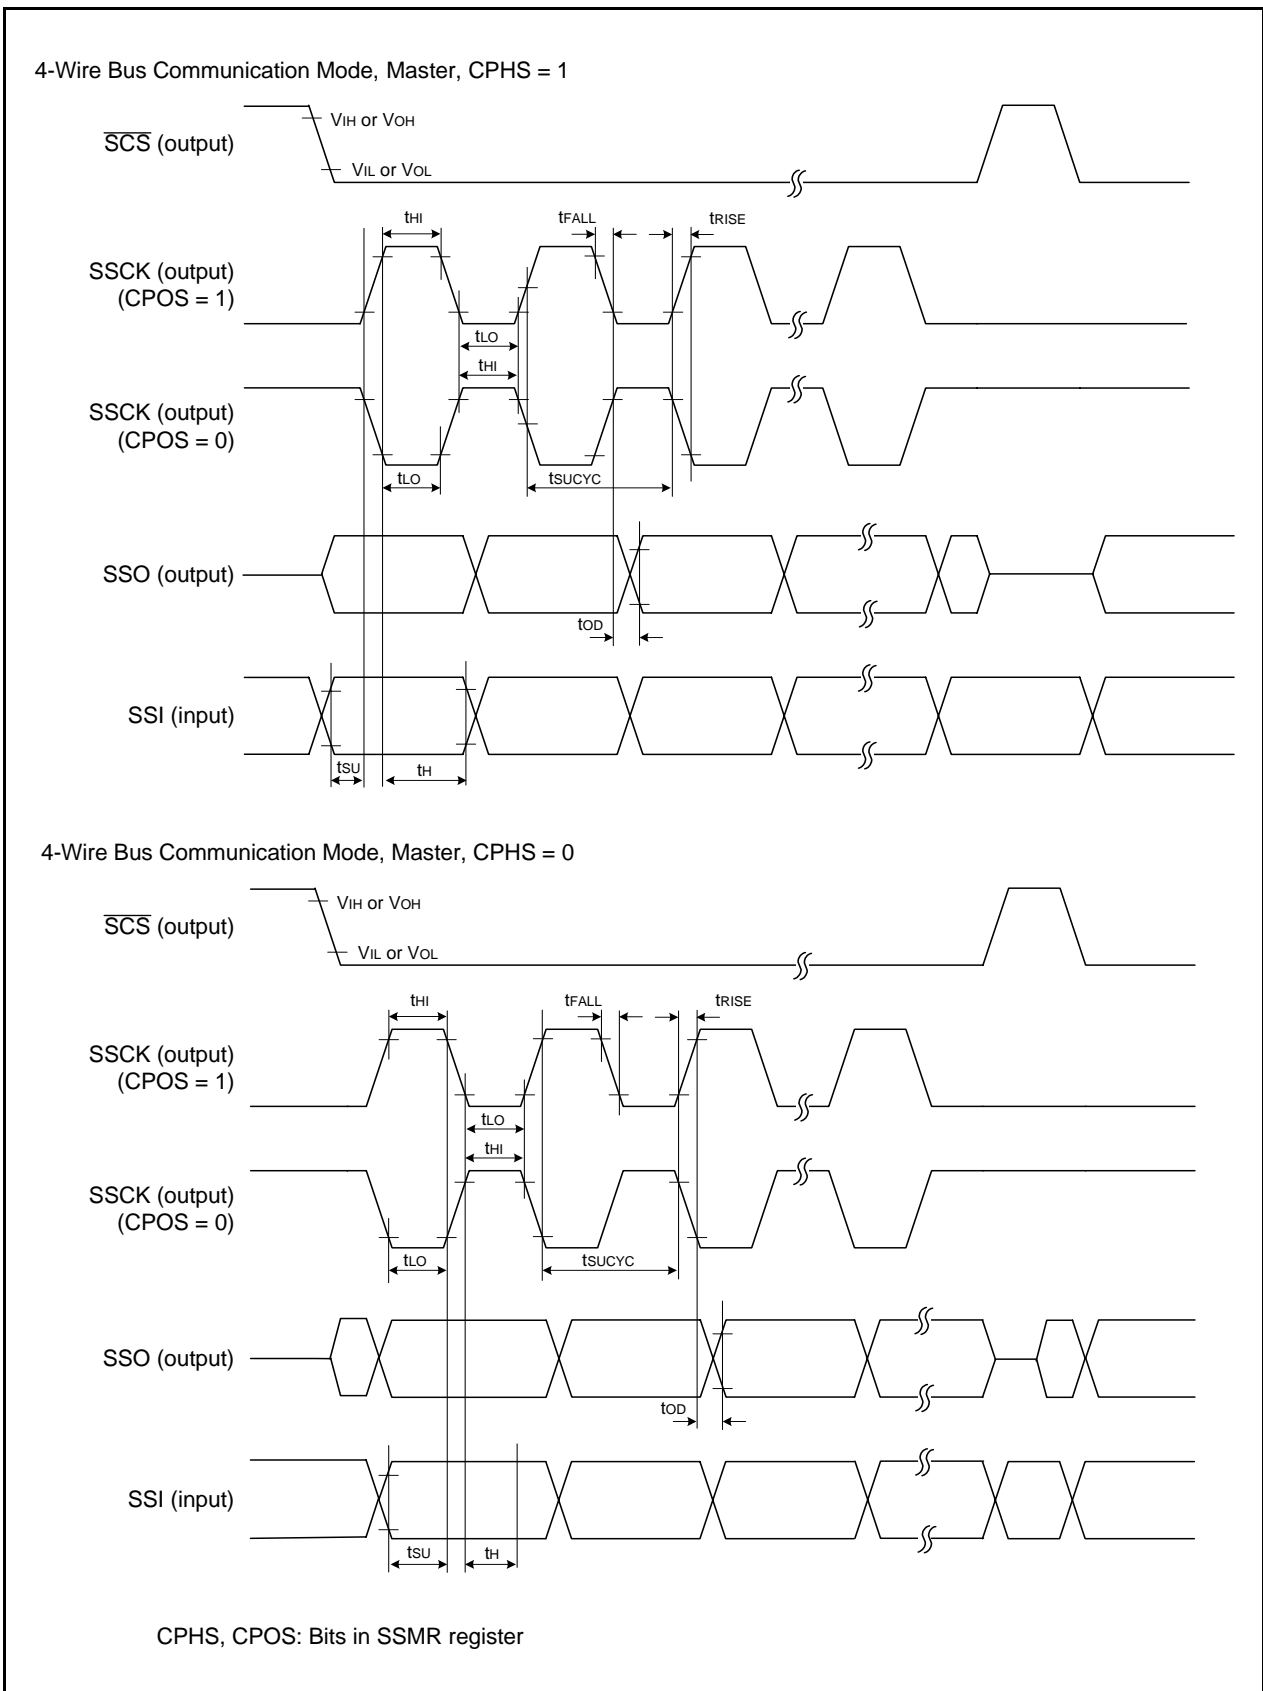 4-Wire Bus Communication Mode, Master, CPHS = 1
VIH or VOH
SCS (output)
VIL or VOL
tHI
tFALL
tRISE
SSCK (output)
(CPOS = 1)
tLO
tHI
SSCK (output)
(CPOS = 0)
tLO
tSUCYC
SSO (output)
tOD
SSI (input)
tSU
tH
4-Wire Bus Communication Mode, Master, CPHS = 0
VIH or VOH
SCS (output)
VIL or VOL
tHI
tFALL
tRISE
SSCK (output)
(CPOS = 1)
tLO
tHI
SSCK (output)
(CPOS = 0)
tLO
tSUCYC
SSO (output)
tOD
SSI (input)
tSU
tH
CPHS, CPOS: Bits in SSMR register